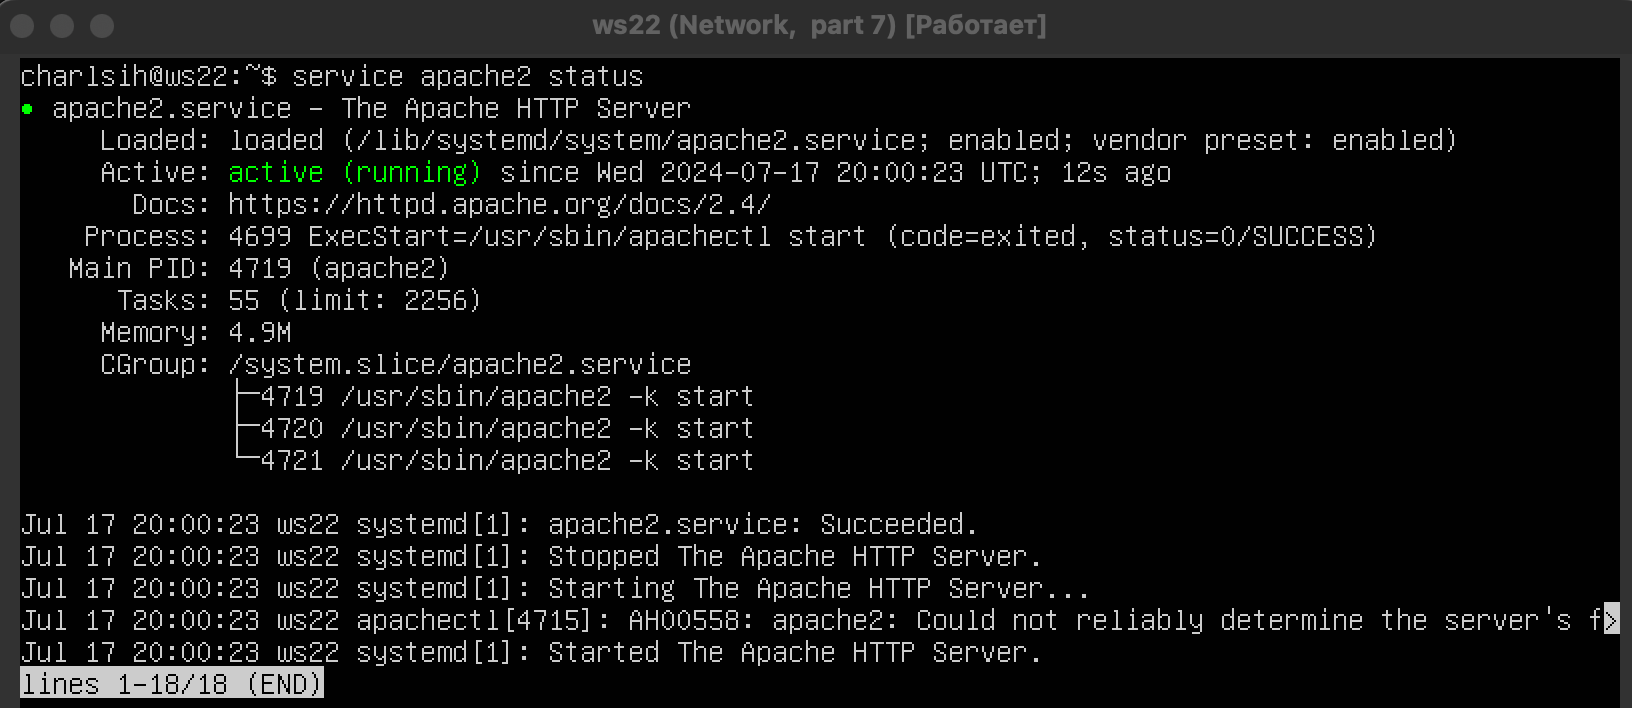 ws22 (Network, part 7) [Работает]
charlsih@ws22:~$ service apache2 status
● apache2.service - The Apache HTTP Server
Loaded: loaded (/lib/systemd/system/apache2.service; enabled; vendor preset: enabled)
Active: active (running) since Wed 2024-07-17 20:00:23 UTC; 12s ago
Docs: https://httpd.apache.org/docs/2.4/
Process: 4699 ExecStart=/usr/sbin/apachectl start (code=exited, status=0/SUCCESS)
Main PID: 4719 (apache2)
Tasks: 55 (limit: 2256)
Memory: 4.9M
CGroup: /system.slice/apache2.service
├─4719 /usr/sbin/apache2 -k start
├─4720 /usr/sbin/apache2 -k start
└─4721 /usr/sbin/apache2 -k start
Jul 17 20:00:23 ws22 systemd[1]: apache2.service: Succeeded.
Jul 17 20:00:23 ws22 systemd[1]: Stopped The Apache HTTP Server.
Jul 17 20:00:23 ws22 systemd[1]: Starting The Apache HTTP Server...
Jul 17 20:00:23 ws22 apachectl[4715]: AH00558: apache2: Could not reliably determine the server's f>
Jul 17 20:00:23 ws22 systemd[1]: Started The Apache HTTP Server.
lines 1-18/18 (END)